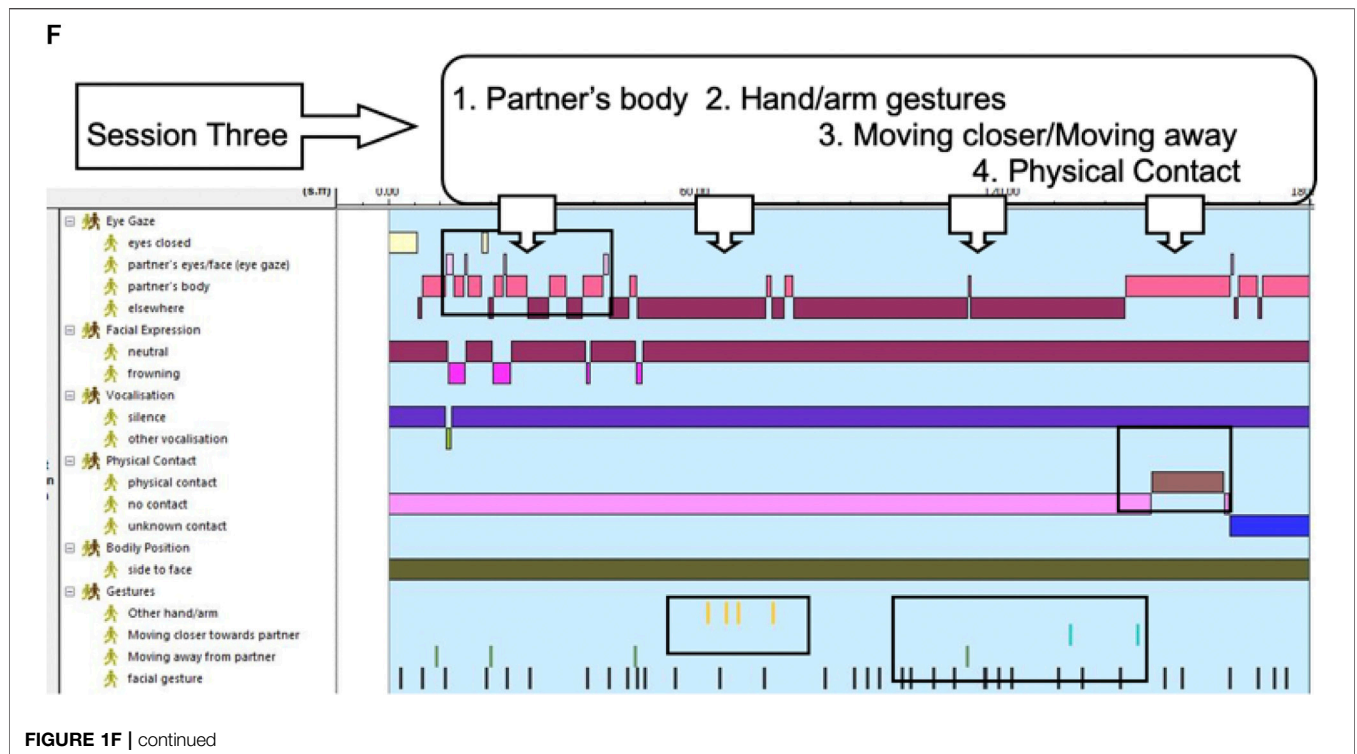 F
Session Three
1. Partner's body 2. Hand/arm gestures
3. Moving closer/Moving away
4. Physical Contact
0.00 60.00 120.00
Eye Gaze
eyes closed
partner's eyes/face (eye gaze)
partner's body
elsewhere
Facial Expression
neutral
frowning
Vocalisation
silence
other vocalisation
Physical Contact
physical contact
no contact
unknown contact
Bodily Position
side to face
Gestures
Other hand/arm
Moving closer towards partner
Moving away from partner
facial gesture
FIGURE 1F | continued